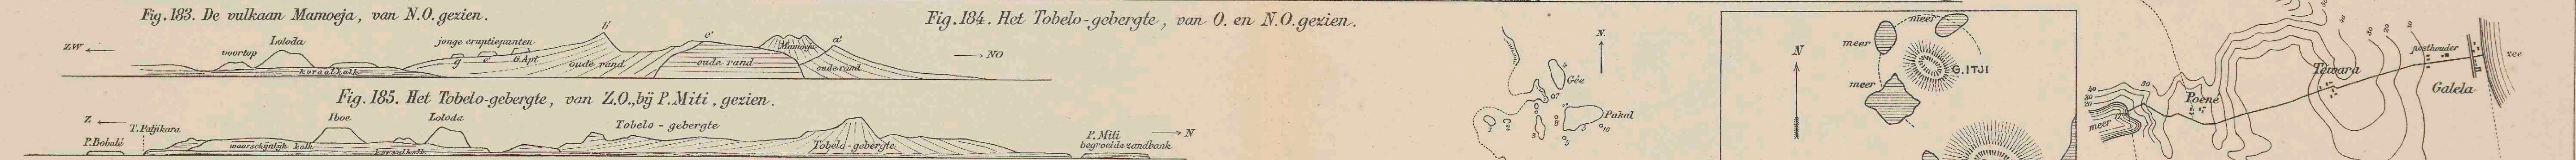 Fig. 183. De vulkaan Mamoeja, van N.O. gezien.
ZW
voortop
Loloda
koraalkalk
jonge eruptiepunten
g
e
G. Api
b'
oude rand
c'
oude rand
Mamoeja
a'
oude rand
NO
Fig. 184. Het Tobelo-gebergte, van O. en N.O. gezien.
Fig. 185. Het Tobelo-gebergte, van Z.O., bij P. Miti, gezien.
Z
P. Bobalé
T. Patjikara
waarschijnlijk kalk
Iboe
Loloda
koraalkalk
Tobelo-gebergte
Tobelo-gebergte
P. Miti
begroeide zandbank
N
N.
Gée
Pakal
N
meer
meer
meer
G. ITJI
meer
Poené
Tewara
posthouder
Galela
zee